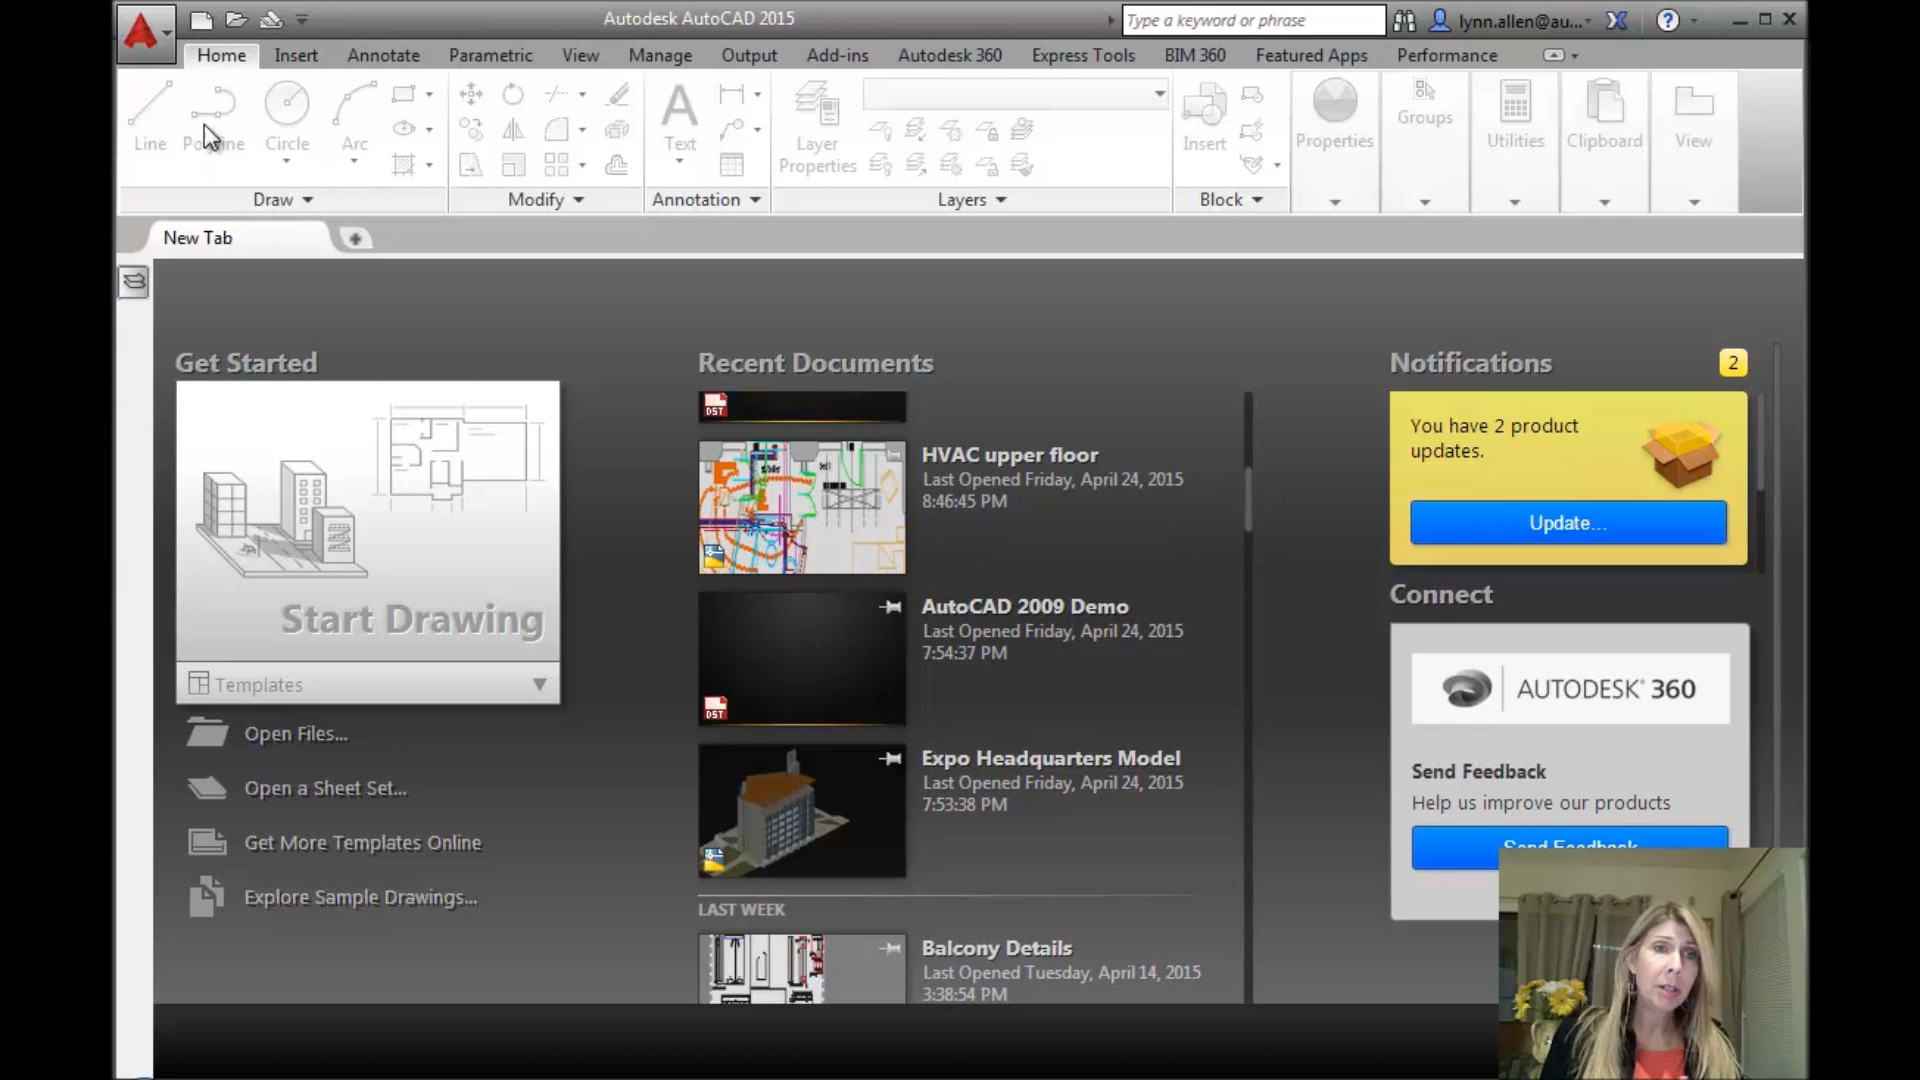 Autodesk AutoCAD 2015
Type a keyword or phrase
lynn.allen@au...
Home Insert Annotate Parametric View Manage Output Add-ins Autodesk 360 Express Tools BIM 360 Featured Apps Performance
Line Polyline Circle Arc
Text
Layer
Properties
Insert
Properties
Groups
Utilities
Clipboard
View
Draw Modify Annotation Layers Block
New Tab
Get Started
Start Drawing
Templates
Open Files...
Open a Sheet Set...
Get More Templates Online
Explore Sample Drawings...
Recent Documents
DST
HVAC upper floor
Last Opened Friday, April 24, 2015
8:46:45 PM
AutoCAD 2009 Demo
Last Opened Friday, April 24, 2015
7:54:37 PM
DST
Expo Headquarters Model
Last Opened Friday, April 24, 2015
7:53:38 PM
LAST WEEK
Balcony Details
Last Opened Tuesday, April 14, 2015
3:38:54 PM
Notifications
2
You have 2 product
updates.
Update...
Connect
AUTODESK® 360
Send Feedback
Help us improve our products
Send Feedback